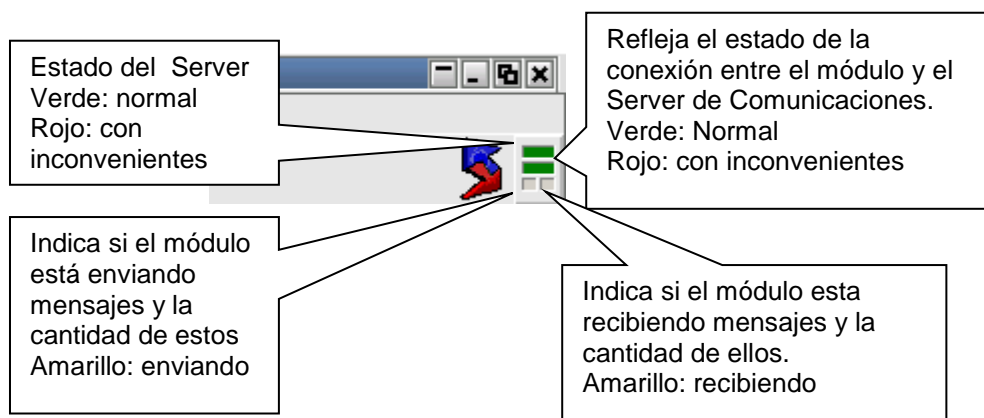 Estado del Server
Verde: normal
Rojo: con
inconvenientes
Refleja el estado de la
conexión entre el módulo y el
Server de Comunicaciones.
Verde: Normal
Rojo: con inconvenientes
Indica si el módulo
está enviando
mensajes y la
cantidad de estos
Amarillo: enviando
Indica si el módulo esta
recibiendo mensajes y la
cantidad de ellos.
Amarillo: recibiendo